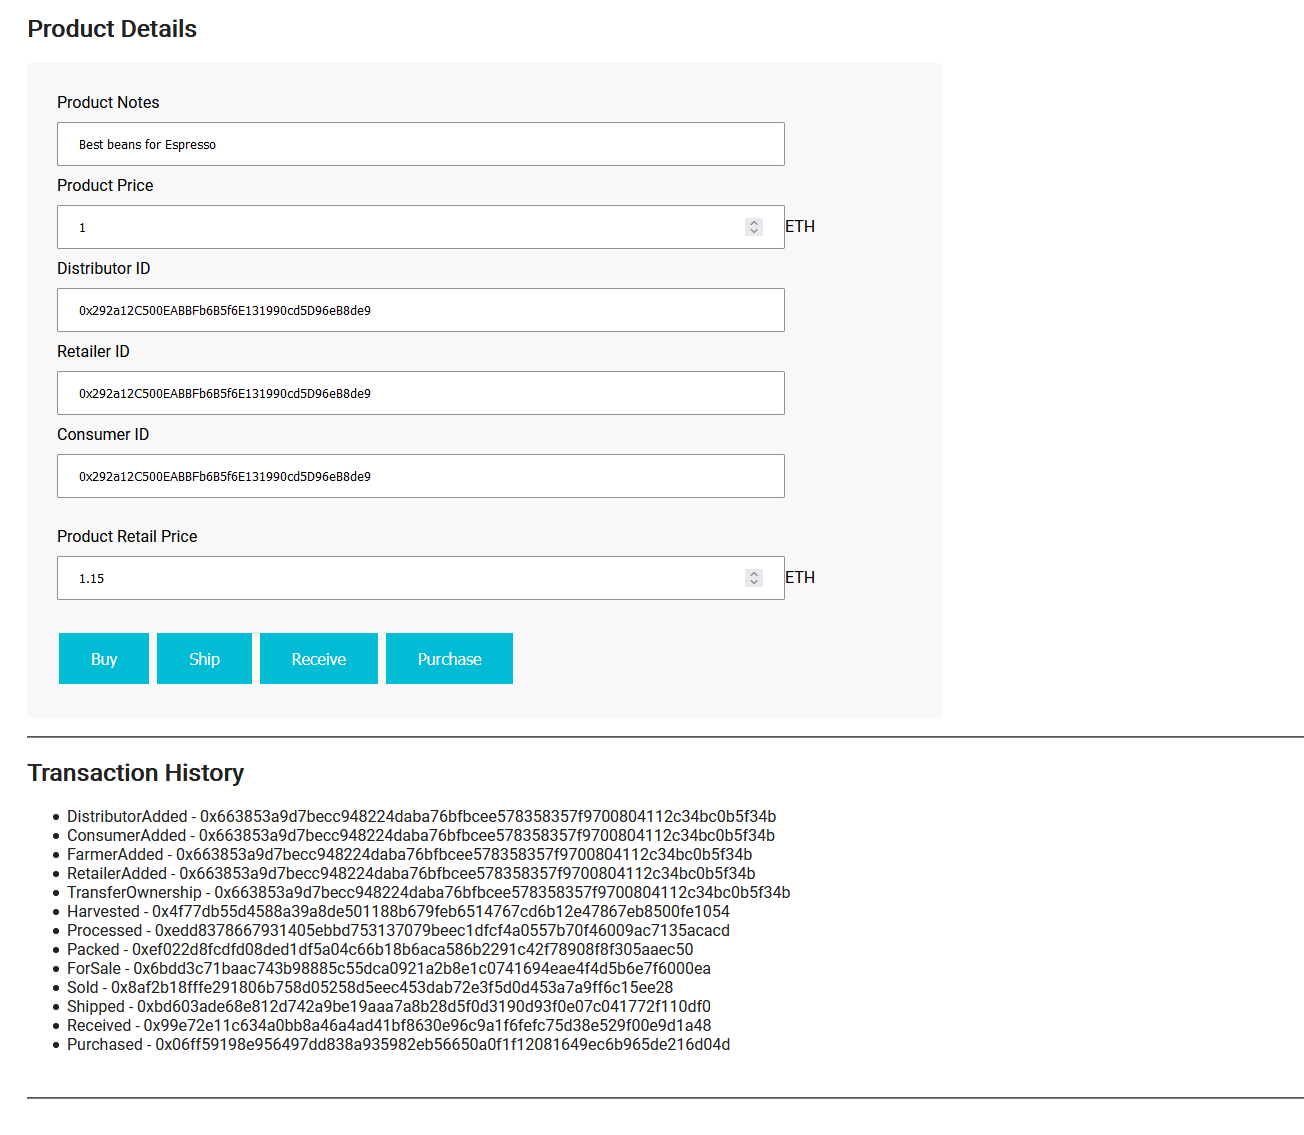 Product Details
Product Notes
Best beans for Espresso
Product Price
1
ETH
Distributor ID
0x292a12C500EABBFb6B5f6E131990cd5D96eB8de9
Retailer ID
0x292a12C500EABBFb6B5f6E131990cd5D96eB8de9
Consumer ID
0x292a12C500EABBFb6B5f6E131990cd5D96eB8de9
Product Retail Price
1.15
ETH
Buy Ship Receive Purchase
Transaction History
DistributorAdded - 0x663853a9d7becc948224daba76bfbcee578358357f9700804112c34bc0b5f34b
ConsumerAdded - 0x663853a9d7becc948224daba76bfbcee578358357f9700804112c34bc0b5f34b
FarmerAdded - 0x663853a9d7becc948224daba76bfbcee578358357f9700804112c34bc0b5f34b
RetailerAdded - 0x663853a9d7becc948224daba76bfbcee578358357f9700804112c34bc0b5f34b
TransferOwnership - 0x663853a9d7becc948224daba76bfbcee578358357f9700804112c34bc0b5f34b
Harvested - 0x4f77db55d4588a39a8de501188b679feb6514767cd6b12e47867eb8500fe1054
Processed - 0xedd8378667931405ebbd753137079beec1dfcf4a0557b70f46009ac7135acacd
Packed - 0xef022d8fcdfd08ded1df5a04c66b18b6aca586b2291c42f78908f8f305aaec50
ForSale - 0x6bdd3c71baac743b98885c55dca0921a2b8e1c0741694eae4f4d5b6e7f6000ea
Sold - 0x8af2b18fffe291806b758d05258d5eec453dab72e3f5d0d453a7a9ff6c15ee28
Shipped - 0xbd603ade68e812d742a9be19aaa7a8b28d5f0d3190d93f0e07c041772f110df0
Received - 0x99e72e11c634a0bb8a46a4ad41bf8630e96c9a1f6fefc75d38e529f00e9d1a48
Purchased - 0x06ff59198e956497dd838a935982eb56650a0f1f12081649ec6b965de216d04d